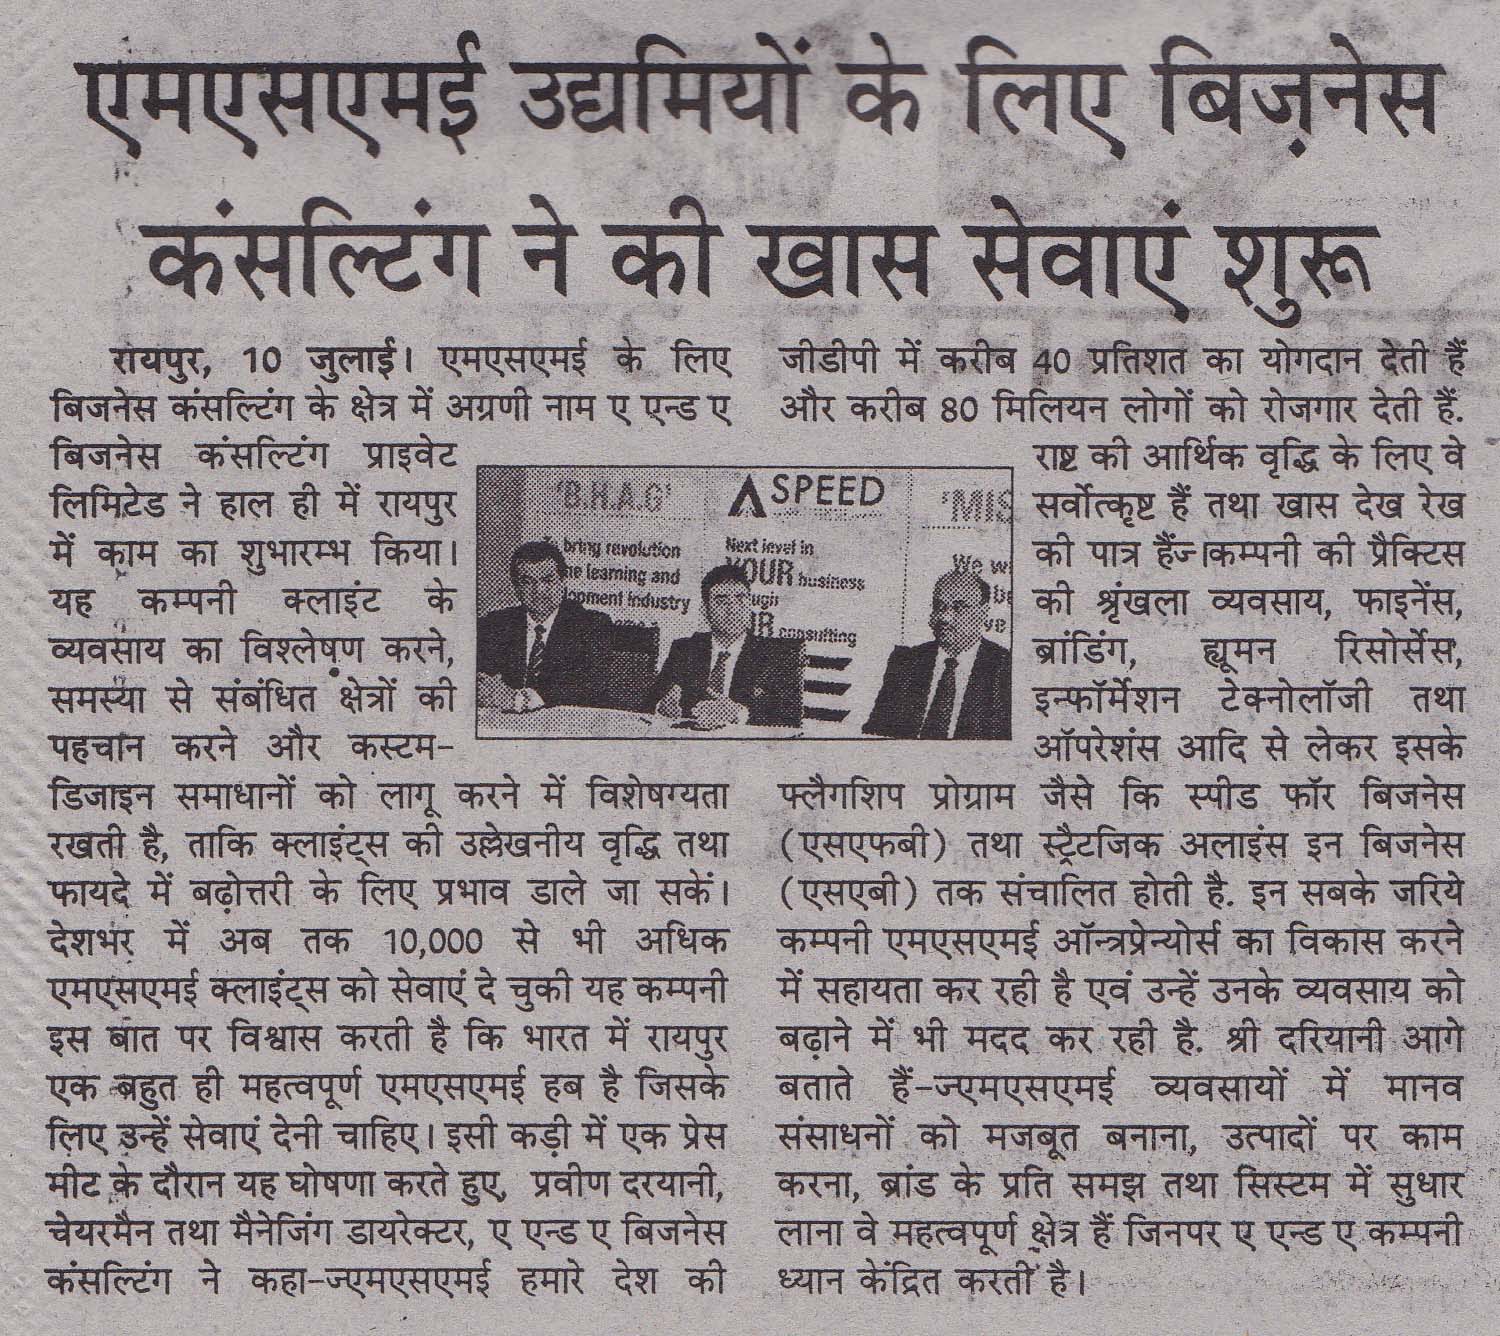 एमएसएमई उद्यमियों के लिए बिज़नेस
कंसल्टिंग ने की खास सेवाएं शुरू
रायपुर, 10 जुलाई। एमएसएमई के लिए
बिजनेस कंसल्टिंग के क्षेत्र में अग्रणी नाम ए एन्ड ए
बिजनेस कंसल्टिंग प्राइवेट
लिमिटेड ने हाल ही में रायपुर
में काम का शुभारम्भ किया।
यह कम्पनी क्लाइंट के
व्यवसाय का विश्लेषण करने,
समस्या से संबंधित क्षेत्रों की
पहचान करने और कस्टम-
डिजाइन समाधानों को लागू करने में विशेषग्यता
रखती है, ताकि क्लाइंट्स की उल्लेखनीय वृद्धि तथा
फायदे में बढ़ोत्तरी के लिए प्रभाव डाले जा सकें।
देशभर में अब तक 10,000 से भी अधिक
एमएसएमई क्लाइंट्स को सेवाएं दे चुकी यह कम्पनी
इस बात पर विश्वास करती है कि भारत में रायपुर
एक बहुत ही महत्वपूर्ण एमएसएमई हब है जिसके
लिए उन्हें सेवाएं देनी चाहिए। इसी कड़ी में एक प्रेस
मीट के दौरान यह घोषणा करते हुए, प्रवीण दरयानी,
चेयरमैन तथा मैनेजिंग डायरेक्टर, ए एन्ड ए बिजनेस
कंसल्टिंग ने कहा-ज्एमएसएमई हमारे देश की
जीडीपी में करीब 40 प्रतिशत का योगदान देती हैं
और करीब 80 मिलियन लोगों को रोजगार देती हैं.
राष्ट की आर्थिक वृद्धि के लिए वे
सर्वोत्कृष्ट हैं तथा खास देख रेख
की पात्र हैंज्।कम्पनी की प्रैक्टिस
की श्रृंखला व्यवसाय, फाइनेंस,
ब्रांडिंग, ह्यूमन रिसोर्सेस,
इन्फॉर्मेशन टेक्नोलॉजी तथा
ऑपरेशंस आदि से लेकर इसके
फ्लैगशिप प्रोग्राम जैसे कि स्पीड फॉर बिजनेस
(एसएफबी) तथा स्ट्रैटजिक अलाइंस इन बिजनेस
(एसएबी) तक संचालित होती है. इन सबके जरिये
कम्पनी एमएसएमई ऑन्त्रप्रेन्योर्स का विकास करने
में सहायता कर रही है एवं उन्हें उनके व्यवसाय को
बढ़ाने में भी मदद कर रही है. श्री दरियानी आगे
बताते हैं-ज्एमएसएमई व्यवसायों में मानव
संसाधनों को मजबूत बनाना, उत्पादों पर काम
करना, ब्रांड के प्रति समझ तथा सिस्टम में सुधार
लाना वे महत्वपूर्ण क्षेत्र हैं जिनपर ए एन्ड ए कम्पनी
ध्यान केंद्रित करती है।
'B.H.A.G'
bring revolution
he learning and
lopment industry
SPEED
Next level in
YOUR business
ugh
consulting
'MIS
We w
be
ve